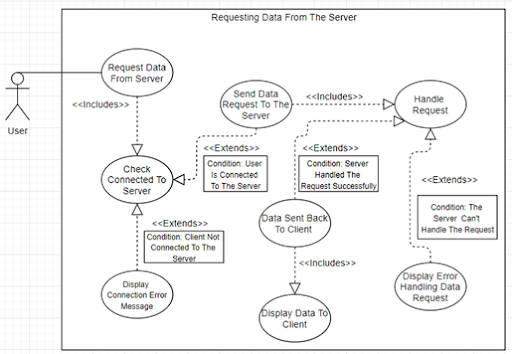 Requesting Data From The Server
Request Data
From Server
Send Data
Request To The
Server
<<Includes>>
Handle
Request
<<Includes>>
User
<<Extends>>
Condition: User
Is Connected
To The Server
<<Extends>>
Condition: Server
Handled The
Request Successfully
Check
Connected To
Server
<<Extends>>
Condition: The
Server Can't
Handle The Request
<<Extends>>
Condition: Client Not
Connected To The
Server
Data Sent Back
To Client
<<Includes>>
Display
Connection Error
Message
Display Error
Handling Data
Request
Display Data To
Client